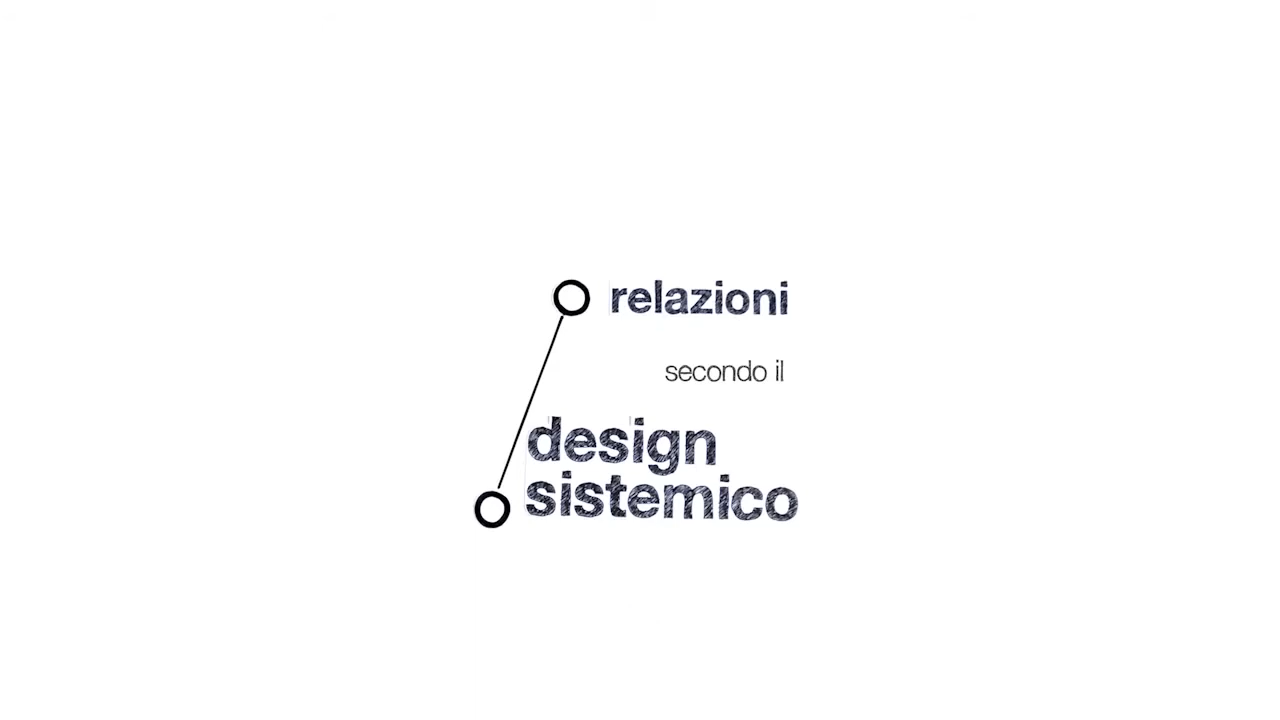 relazioni
secondo il
design
sistemico